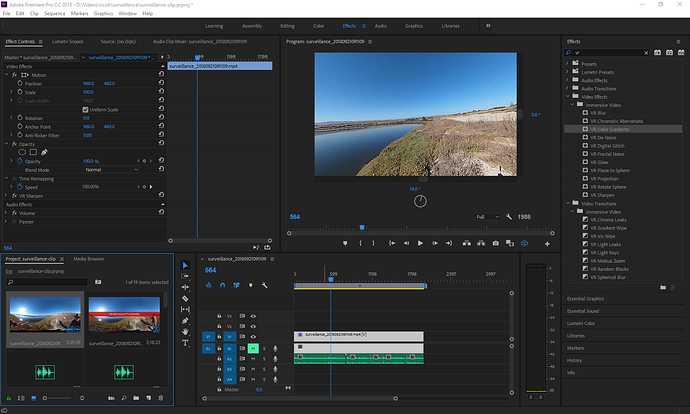 Adobe Premiere Pro CC 2018 - D:\Videos\ricoh\surveillance\surveillance-clip.prproj *
File Edit Clip Sequence Markers Graphics Window Help
Learning Assembly Editing Color Effects Audio Graphics Libraries
Effect Controls Lumetri Scopes Source: (no clips) Audio Clip Mixer: surveillance_20180921091109
Program: surveillance_20180921091109
Effects
Master * surveillance_2018092109... surveillance_20180921091109 *
599 1198 1798
vr
Video Effects surveillance_20180921091109.mp4
fx Motion
Position 960.0 480.0
Scale 100.0
Scale Width 100.0
Uniform Scale
Rotation 0.0
Anchor Point 960.0 480.0
Anti-flicker Filter 0.00
fx Opacity
Opacity 100.0 %
Blend Mode Normal
Time Remapping
Speed 100.00%
fx VR Sharpen
Audio Effects
fx Volume
Panner
564
0.0°
14.0°
564 Full 1986
Presets
Lumetri Presets
Audio Effects
Audio Transitions
Video Effects
Immersive Video
VR Blur
VR Chromatic Aberrations
VR Color Gradients
VR De-Noise
VR Digital Glitch
VR Fractal Noise
VR Glow
VR Plane to Sphere
VR Projection
VR Rotate Sphere
VR Sharpen
Video Transitions
Immersive Video
VR Chroma Leaks
VR Gradient Wipe
VR Iris Wipe
VR Light Leaks
VR Light Rays
VR Mobius Zoom
VR Random Blocks
VR Spherical Blur
Essential Graphics
Essential Sound
Lumetri Color
Libraries
Markers
History
Info
Project: surveillance-clip Media Browser
surveillance-clip.prproj
1 of 19 items selected
surveillance_2018092109...
surveillance_2018092109...
surveillance_20180921091109
564
599 1198 1798 2397 2997
V3
V2
V1 V1 surveillance_20180921091109.mp4 [V]
A1 A1 M S
A2 M S
A3 M S
A4 M S
Master 0.0
S S